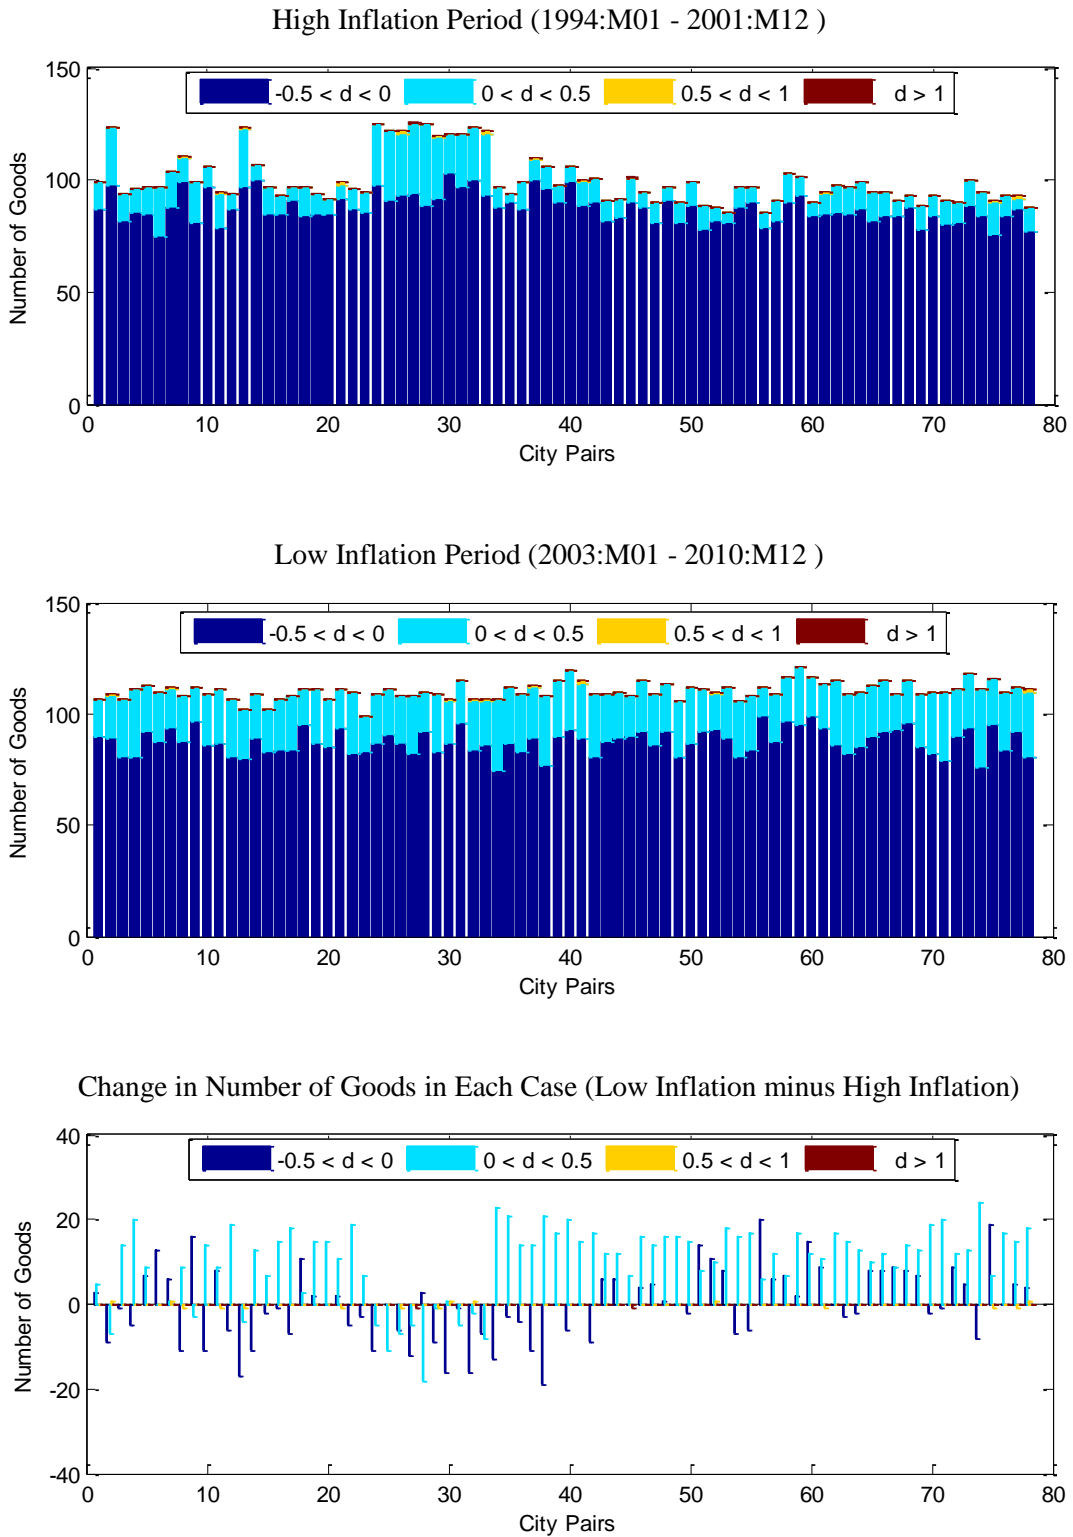 High Inflation Period (1994:M01 - 2001:M12 )
150
-0.5 < d < 0 0 < d < 0.5 0.5 < d < 1 d > 1
100
50
0
Number of Goods
0 10 20 30 40 50 60 70 80
City Pairs
Low Inflation Period (2003:M01 - 2010:M12 )
150
-0.5 < d < 0 0 < d < 0.5 0.5 < d < 1 d > 1
100
50
0
Number of Goods
0 10 20 30 40 50 60 70 80
City Pairs
Change in Number of Goods in Each Case (Low Inflation minus High Inflation)
40
-0.5 < d < 0 0 < d < 0.5 0.5 < d < 1 d > 1
20
0
-20
-40
Number of Goods
0 10 20 30 40 50 60 70 80
City Pairs